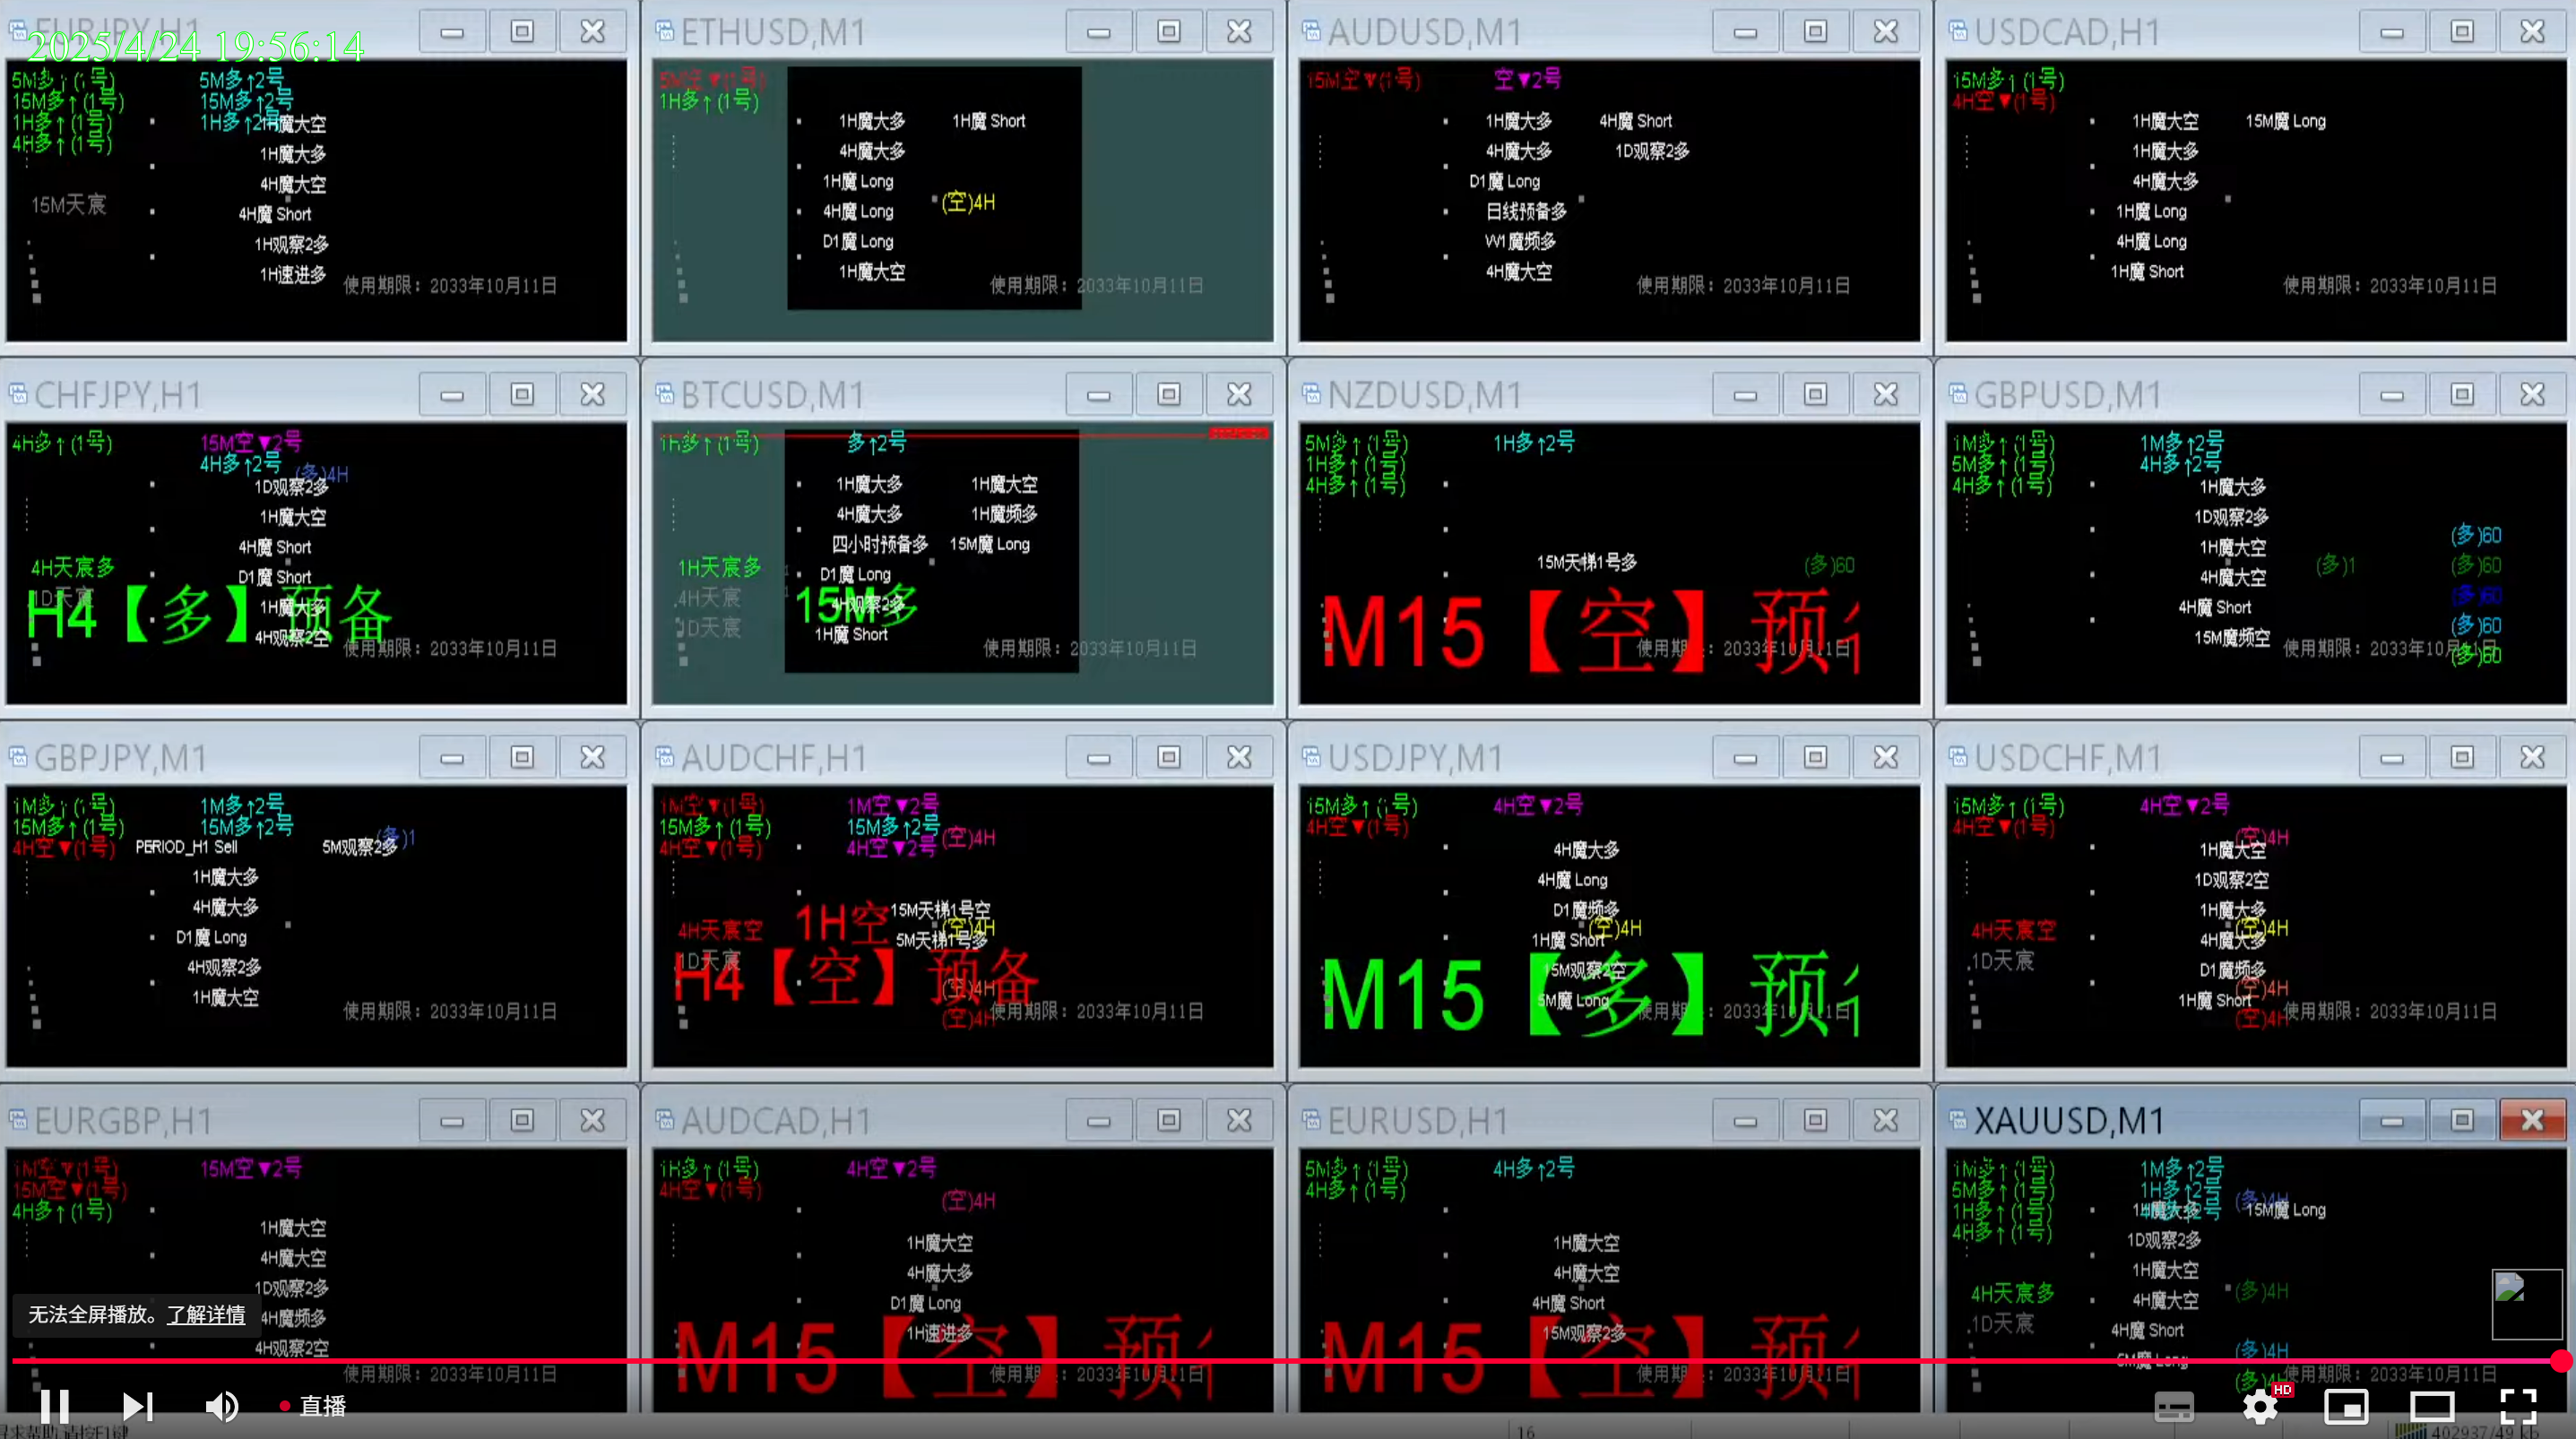 EURJPY,H1
2025/4/24 19:56:14
5M多↑(1号) 5M多↑2号
15M多↑(1号) 15M多↑2号
1H多↑(1号) 1H多↑2号
4H多↑(1号)
1H魔大空
1H魔大多
4H魔大空
15M天宸
4H魔 Short
1H观察2多
1H速进多
使用期限：2033年10月11日
ETHUSD,M1
5M空▼(1号)
1H多↑(1号)
1H魔大多 1H魔 Short
4H魔大多
1H魔 Long
(空)4H
4H魔 Long
D1魔 Long
1H魔大空
使用期限：2033年10月11日
AUDUSD,M1
15M空▼(1号) 空▼2号
1H魔大多 4H魔 Short
4H魔大多 1D观察2多
D1魔 Long
日线预备多
W1魔频多
4H魔大空
使用期限：2033年10月11日
USDCAD,H1
15M多↑(1号)
4H空▼(1号)
1H魔大空 15M魔 Long
1H魔大多
4H魔大多
1H魔 Long
4H魔 Long
1H魔 Short
使用期限：2033年10月11日
CHFJPY,H1
4H多↑(1号) 15M空▼2号
4H多↑2号
(多)4H
1D观察2多
1H魔大空
4H魔 Short
4H天宸多
D1魔 Short
1D天宸
1H魔大多
H4【多】预备
4H观察2空
使用期限：2033年10月11日
BTCUSD,M1
1H多↑(1号) 多↑2号
1H魔大多 1H魔大空
4H魔大多 1H魔频多
四小时预备多 15M魔 Long
1H天宸多
D1魔 Long
4H天宸
15M多
4H观察2多
1D天宸
1H魔 Short
使用期限：2033年10月11日
NZDUSD,M1
5M多↑(1号) 1H多↑2号
1H多↑(1号)
4H多↑(1号)
15M天梯1号多 (多)60
M15【空】预
使用期限：2033年10月11日
GBPUSD,M1
1M多↑(1号) 1M多↑2号
5M多↑(1号) 4H多↑2号
4H多↑(1号)
1H魔大多
1D观察2多
(多)60
1H魔大空
(多)1 (多)60
4H魔大空
(多)60
4H魔 Short
(多)60
15M魔频空
使用期限：2033年10月11日
(多)60
GBPJPY,M1
1M多↑(1号) 1M多↑2号
15M多↑(1号) 15M多↑2号
(多)1
4H空▼(1号) PERIOD_H1 Sell 5M观察2多
1H魔大多
4H魔大多
D1魔 Long
4H观察2多
1H魔大空
使用期限：2033年10月11日
AUDCHF,H1
1M空▼(1号) 1M空▼2号
15M多↑(1号) 15M多↑2号
(空)4H
4H空▼(1号) 4H空▼2号
15M天梯1号空
1H空
4H天宸空
(空)4H
5M天梯1号多
1D天宸
H4【空】预备
(空)4H
(空)4H
使用期限：2033年10月11日
USDJPY,M1
15M多↑(1号) 4H空▼2号
4H空▼(1号)
4H魔大多
4H魔 Long
D1魔频多
(空)4H
1H魔 Short
15M观察2空
M15【多】预
5M魔 Long
使用期限：2033年10月11日
USDCHF,M1
15M多↑(1号) 4H空▼2号
4H空▼(1号)
(空)4H
1H魔大空
1D观察2空
1H魔大多
4H天宸空
(空)4H
4H魔大多
1D天宸
D1魔频多
(空)4H
1H魔 Short
(空)4H
使用期限：2033年10月11日
EURGBP,H1
1M空▼(1号) 15M空▼2号
15M空▼(1号)
4H多↑(1号)
1H魔大空
4H魔大空
1D观察2多
4H魔频多
4H观察2空
使用期限：2033年10月11日
AUDCAD,H1
1H多↑(1号) 4H空▼2号
4H空▼(1号)
(空)4H
1H魔大空
4H魔大多
D1魔 Long
1H速进多
M15【空】预
使用期限：2033年10月11日
EURUSD,H1
5M多↑(1号) 4H多↑2号
4H多↑(1号)
1H魔大空
4H魔大空
4H魔 Short
15M观察2多
M15【空】预
使用期限：2033年10月11日
XAUUSD,M1
1M多↑(1号) 1M多↑2号
5M多↑(1号) 1H多↑2号
(多)4H
1H多↑(1号) 1H魔大多 15M魔 Long
4H多↑(1号)
1D观察2多
1H魔大空
4H天宸多 (多)4H
4H魔大空
1D天宸
4H魔 Short
(多)4H
5M魔 Long
使用期限：2033年10月11日
无法全屏播放。了解详情
直播
HD
寻求帮助,请按F1键
16
402937/49 kb